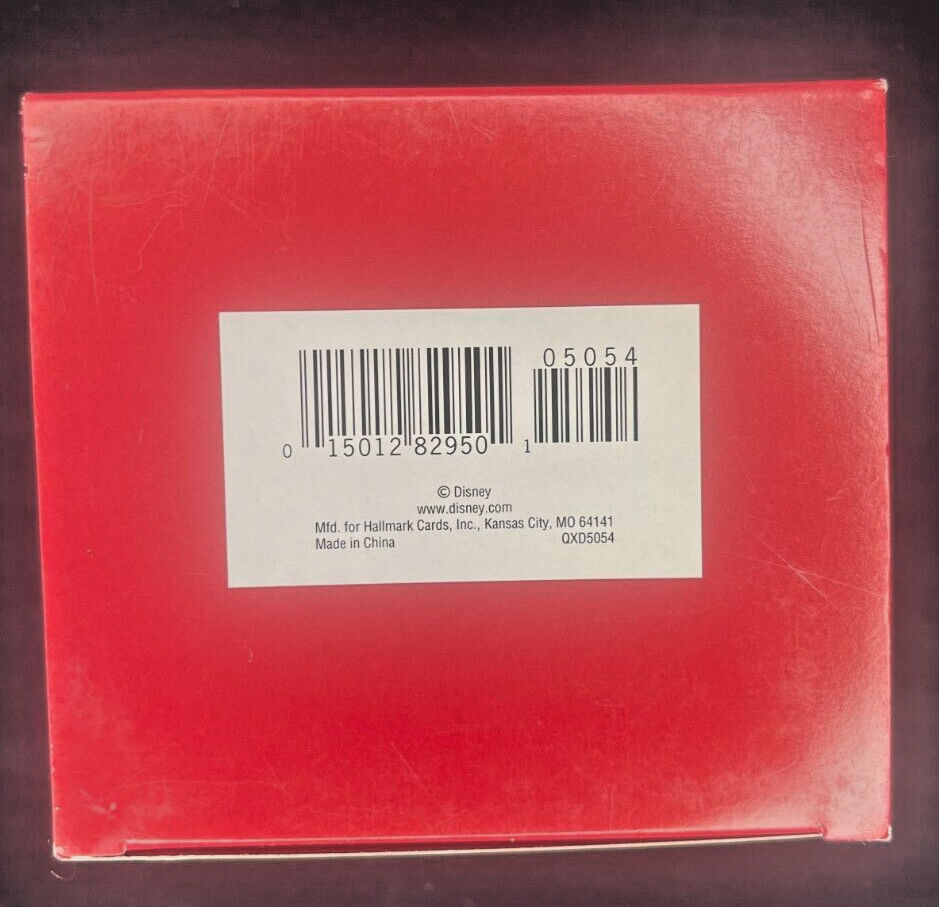 05054
0 15012 82950 1
© Disney
www.disney.com
Mfd. for Hallmark Cards, Inc., Kansas City, MO 64141
Made in China QXD5054